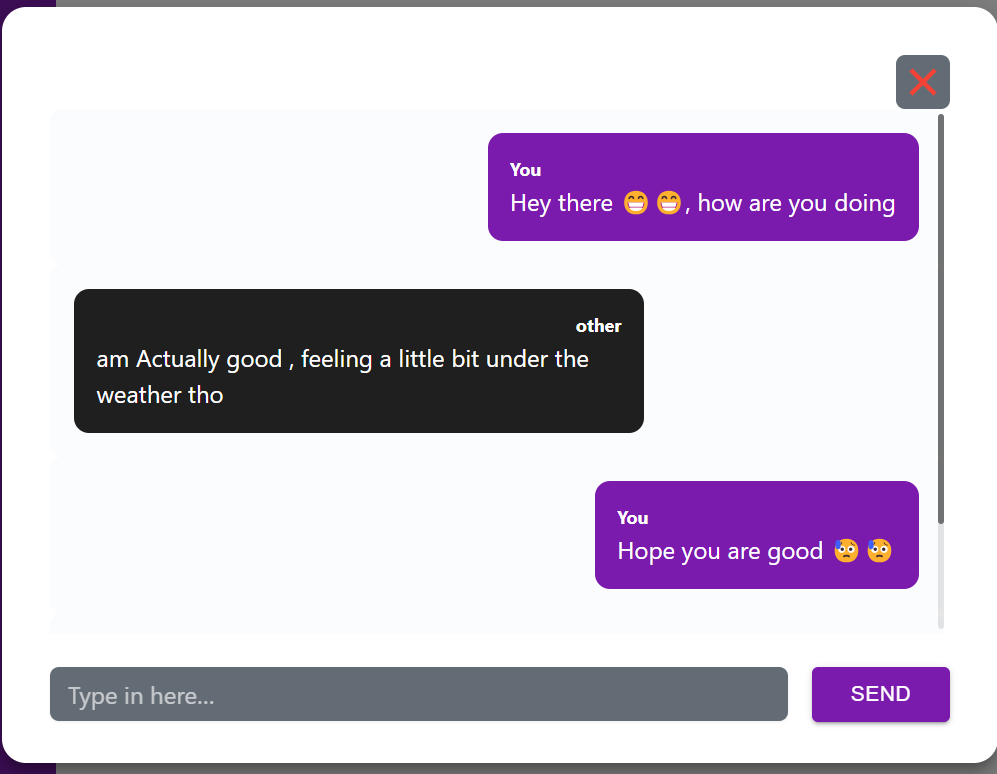 You
Hey there 😁 😁, how are you doing
other
am Actually good , feeling a little bit under the
weather tho
You
Hope you are good 😰 😰
Type in here...
SEND